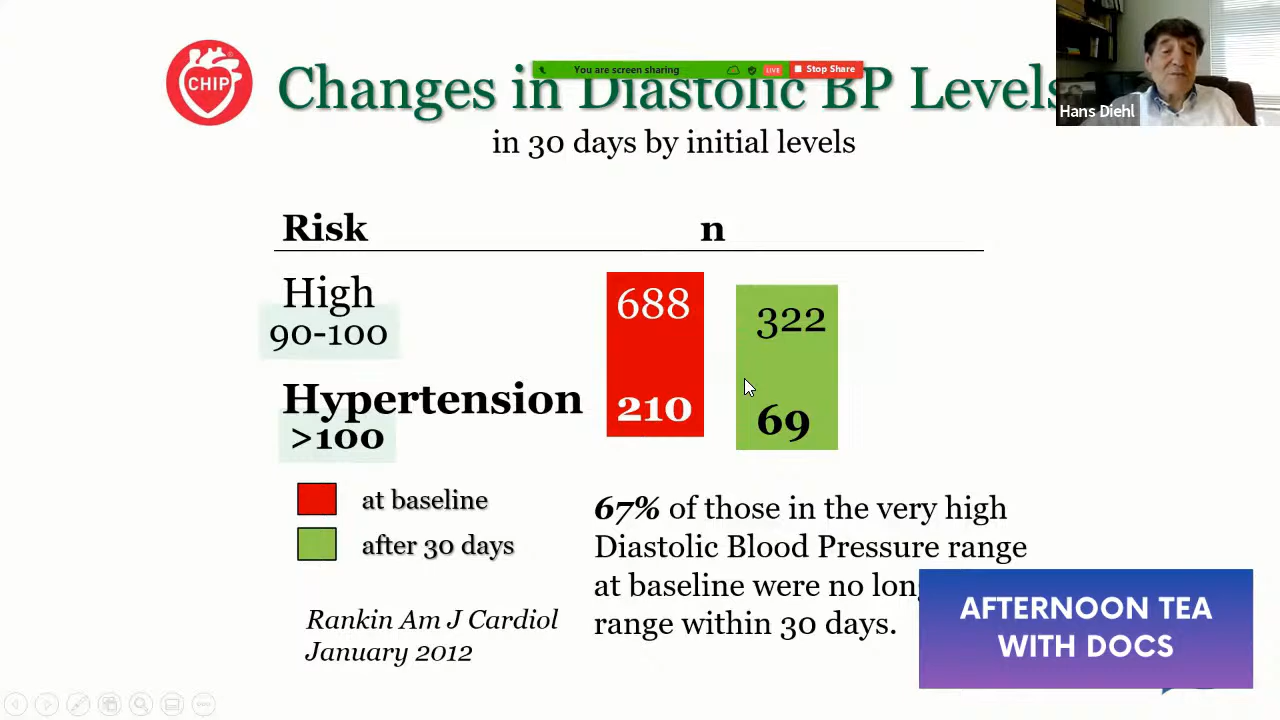 CHIP
You are screen sharing LIVE Stop Share
Changes in Diastolic BP Levels
Hans Diehl
in 30 days by initial levels
Risk n
High 688 322
90-100
Hypertension 210 69
>100
at baseline
after 30 days
67% of those in the very high
Diastolic Blood Pressure range
at baseline were no
range within 30 days.
Rankin Am J Cardiol
January 2012
AFTERNOON TEA
WITH DOCS